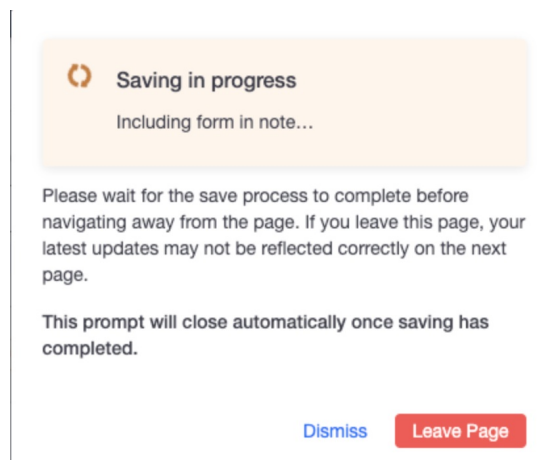 Saving in progress
Including form in note...
Please wait for the save process to complete before
navigating away from the page. If you leave this page, your
latest updates may not be reflected correctly on the next
page.
This prompt will close automatically once saving has
completed.
Dismiss
Leave Page